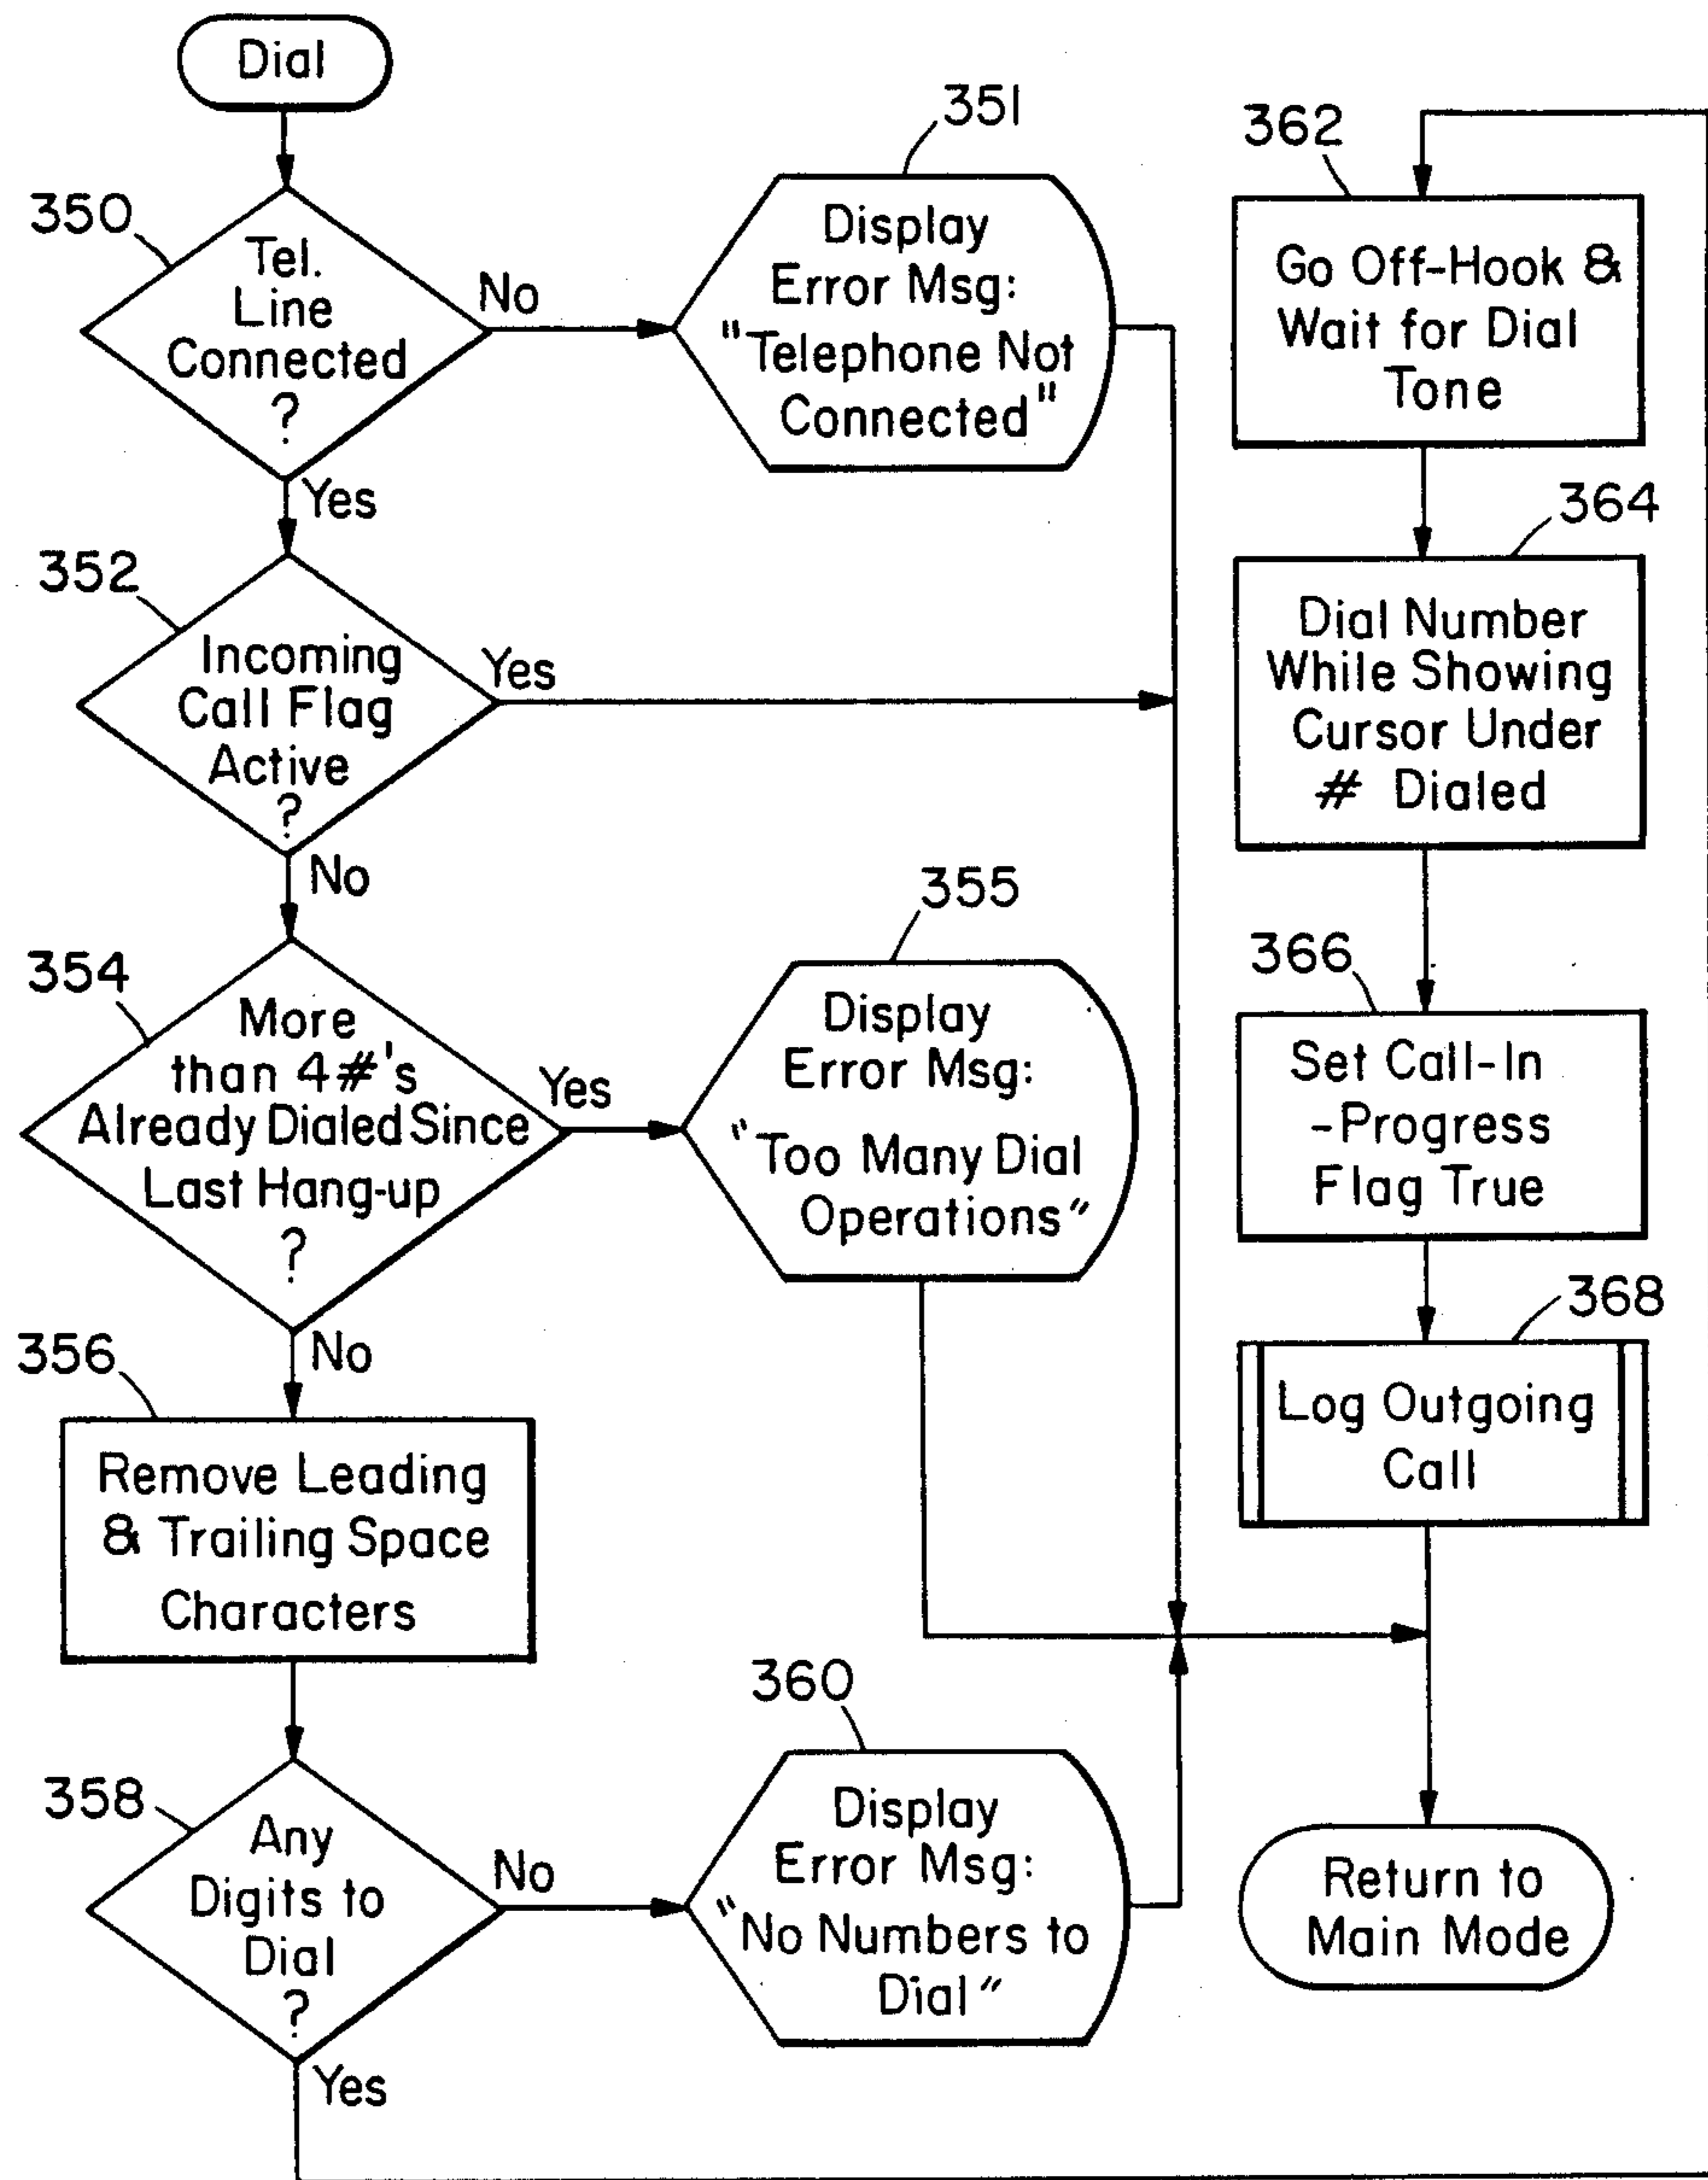 Dial
350
Tel.
Line
Connected
?
No
Yes
351
Display
Error Msg:
"Telephone Not
Connected"
352
Incoming
Call Flag
Active
?
Yes
No
354
More
than 4#'s
Already Dialed Since
Last Hang-up
?
Yes
No
355
Display
Error Msg:
"Too Many Dial
Operations"
356
Remove Leading
& Trailing Space
Characters
358
Any
Digits to
Dial
?
No
Yes
360
Display
Error Msg:
"No Numbers to
Dial"
362
Go Off-Hook &
Wait for Dial
Tone
364
Dial Number
While Showing
Cursor Under
# Dialed
366
Set Call-In
-Progress
Flag True
368
Log Outgoing
Call
Return to
Main Mode